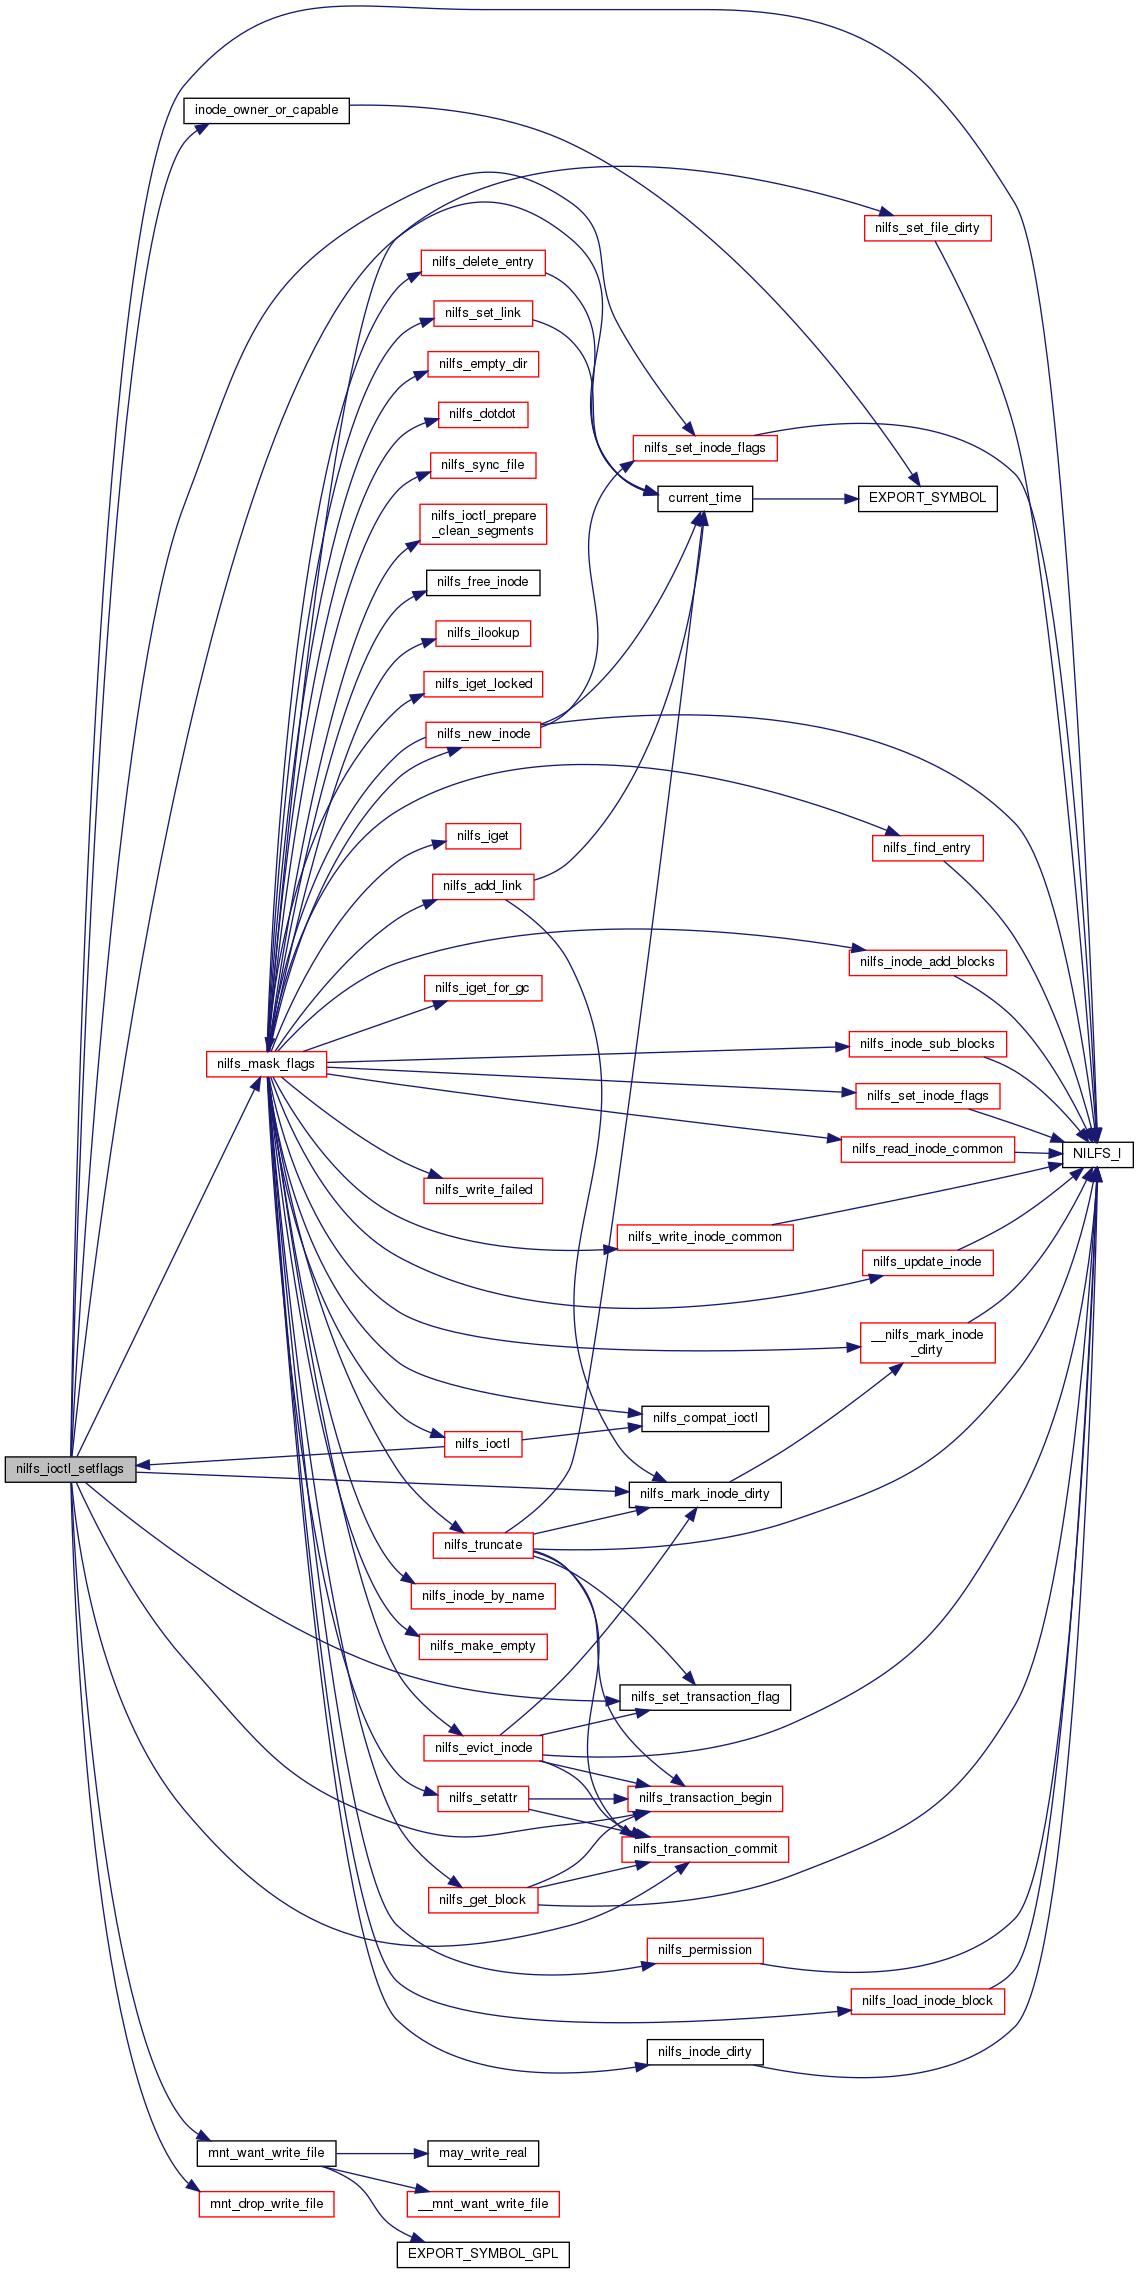 inode_owner_or_capable
nilfs_set_file_dirty
nilfs_delete_entry
nilfs_set_link
nilfs_empty_dir
nilfs_dotdot
nilfs_set_inode_flags
nilfs_sync_file
current_time
EXPORT_SYMBOL
nilfs_ioctl_prepare
_clean_segments
nilfs_free_inode
nilfs_ilookup
nilfs_iget_locked
nilfs_new_inode
nilfs_iget
nilfs_find_entry
nilfs_add_link
nilfs_inode_add_blocks
nilfs_iget_for_gc
nilfs_inode_sub_blocks
nilfs_mask_flags
nilfs_set_inode_flags
nilfs_read_inode_common
NILFS_I
nilfs_write_failed
nilfs_write_inode_common
nilfs_update_inode
__nilfs_mark_inode
_dirty
nilfs_compat_ioctl
nilfs_ioctl
nilfs_ioctl_setflags
nilfs_mark_inode_dirty
nilfs_truncate
nilfs_inode_by_name
nilfs_make_empty
nilfs_set_transaction_flag
nilfs_evict_inode
nilfs_setattr
nilfs_transaction_begin
nilfs_transaction_commit
nilfs_get_block
nilfs_permission
nilfs_load_inode_block
nilfs_inode_dirty
mnt_want_write_file
may_write_real
mnt_drop_write_file
__mnt_want_write_file
EXPORT_SYMBOL_GPL